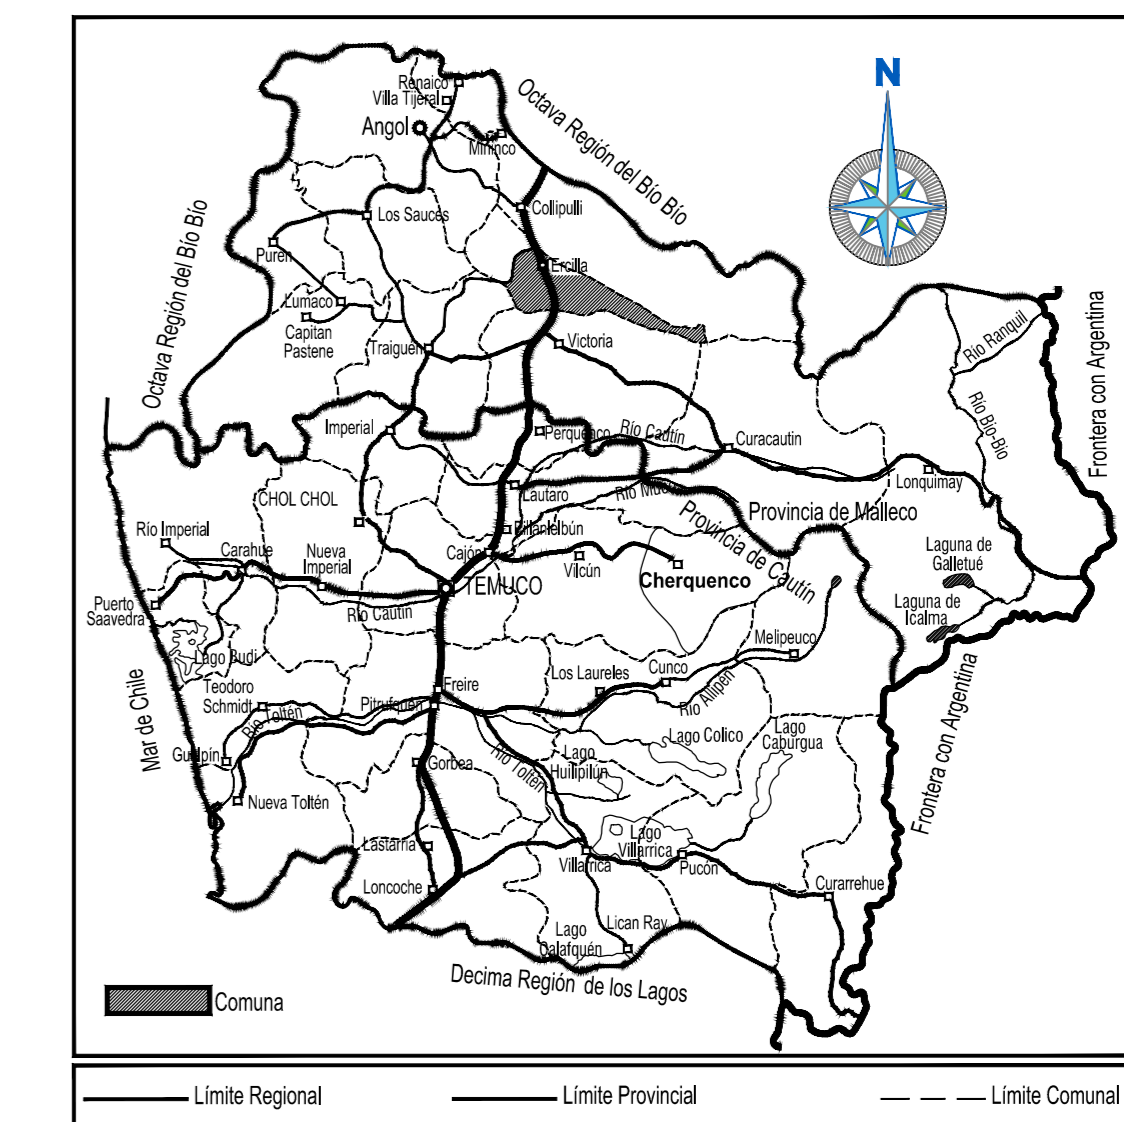 N
Renaico
Villa Tijeral
Angol
Mininco
Octava Región del Bío Bío
Los Sauces
Collipulli
Octava Región del Bío Bío
Purén
Ercilla
Lumaco
Capitan
Pastene
Traiguén
Victoria
Río Ranquil
Frontera con Argentina
Imperial
Perquenco
Río Cautín
Curacautin
Río Bío-Bío
Lonquimay
CHOL CHOL
Lautaro
Provincia de Malleco
Provincia de Cautín
Río Imperial
Carahue
Nueva
Imperial
Pillanlelbún
Cajón
Vilcún
Cherquenco
Laguna de
Galletué
TEMUCO
Puerto
Saavedra
Río Cautín
Laguna de
Icalma
Melipeuco
Lago Budi
Los Laureles
Cunco
Mar de Chile
Teodoro
Schmidt
Freire
Pitrufquén
Río Allipén
Río Toltén
Lago Colico
Lago
Caburgua
Frontera con Argentina
Gualpín
Gorbea
Río Toltén
Lago
Huilipilún
Nueva Toltén
Lastarria
Lago
Villarrica
Villarrica
Pucón
Loncoche
Curarrehue
Lican Ray
Lago
Calafquén
Decima Región de los Lagos
Comuna
Límite Regional
Límite Provincial
Límite Comunal